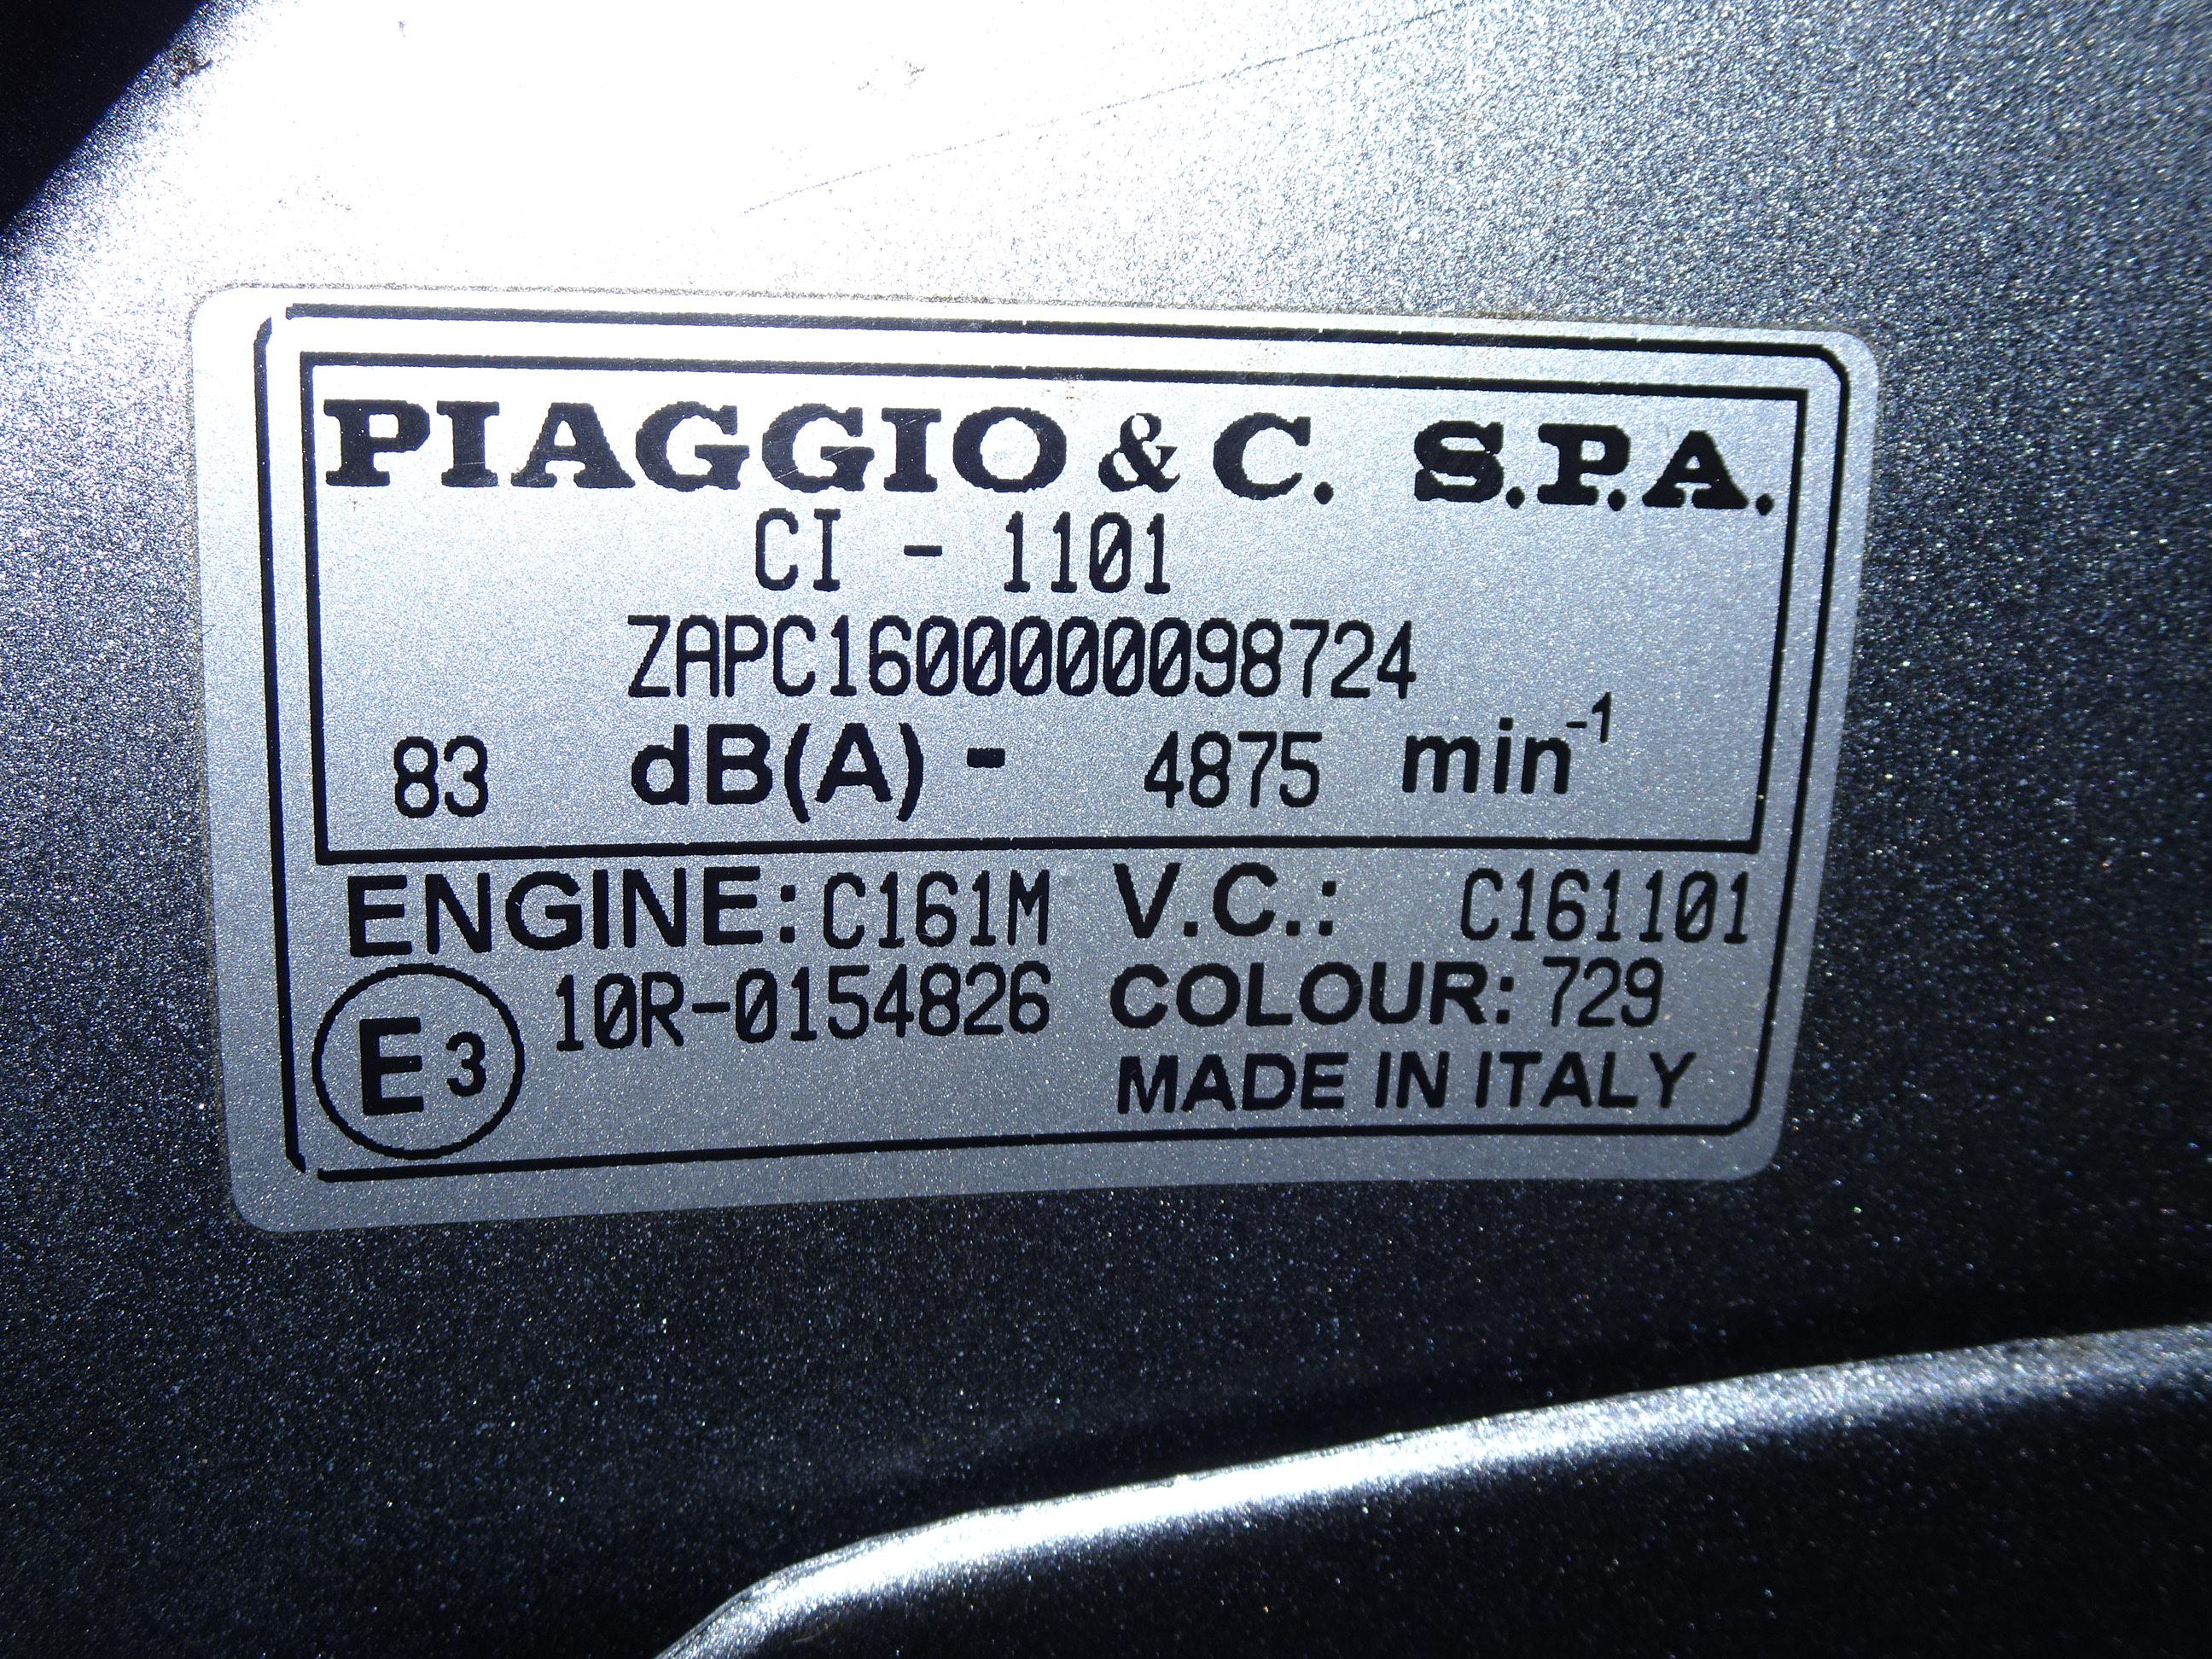 PIAGGIO & C. S.P.A.
CI - 1101
ZAPC1600000098724
83 dB(A) - 4875 min-1
ENGINE: C161M V.C.: C161101
E3 10R-0154826 COLOUR: 729
MADE IN ITALY